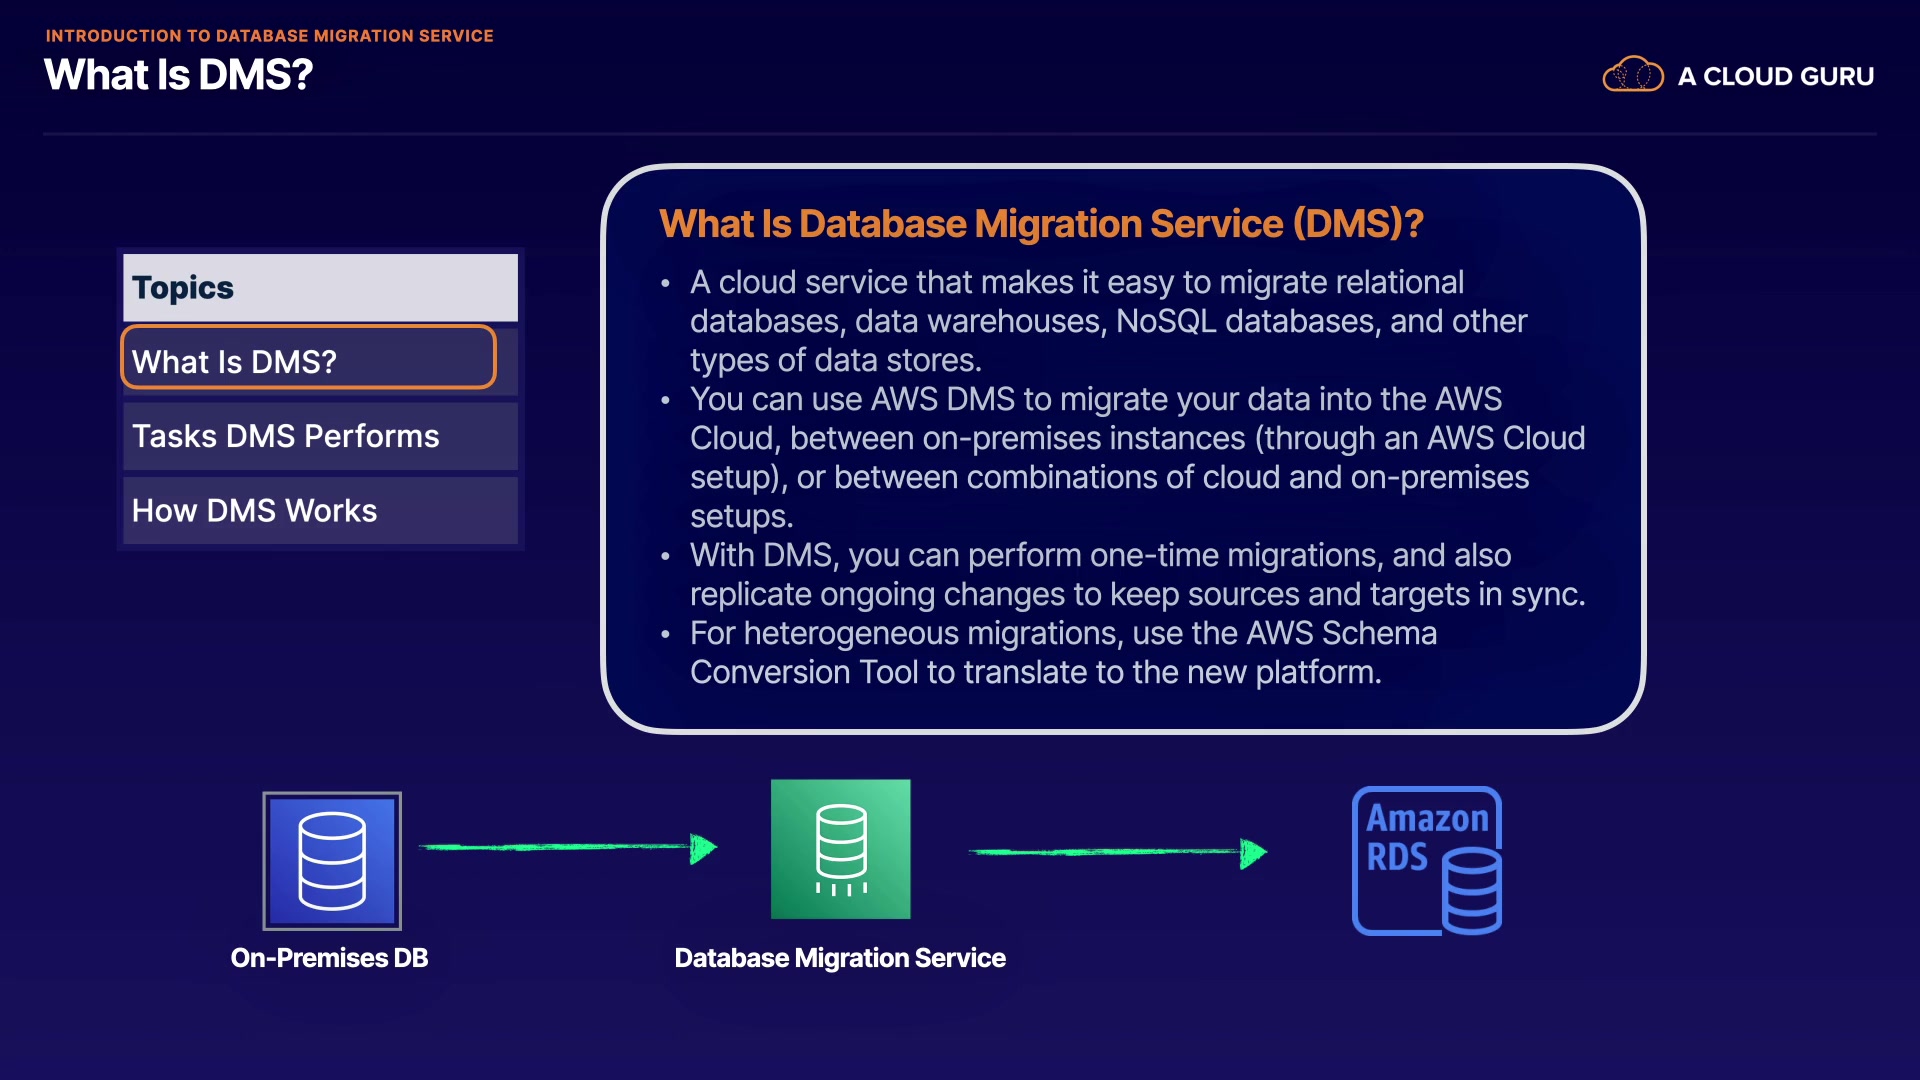 INTRODUCTION TO DATABASE MIGRATION SERVICE
What Is DMS?
A CLOUD GURU
Topics
What Is DMS?
Tasks DMS Performs
How DMS Works
What Is Database Migration Service (DMS)?
• A cloud service that makes it easy to migrate relational
databases, data warehouses, NoSQL databases, and other
types of data stores.
• You can use AWS DMS to migrate your data into the AWS
Cloud, between on-premises instances (through an AWS Cloud
setup), or between combinations of cloud and on-premises
setups.
• With DMS, you can perform one-time migrations, and also
replicate ongoing changes to keep sources and targets in sync.
• For heterogeneous migrations, use the AWS Schema
Conversion Tool to translate to the new platform.
Amazon
RDS
On-Premises DB
Database Migration Service